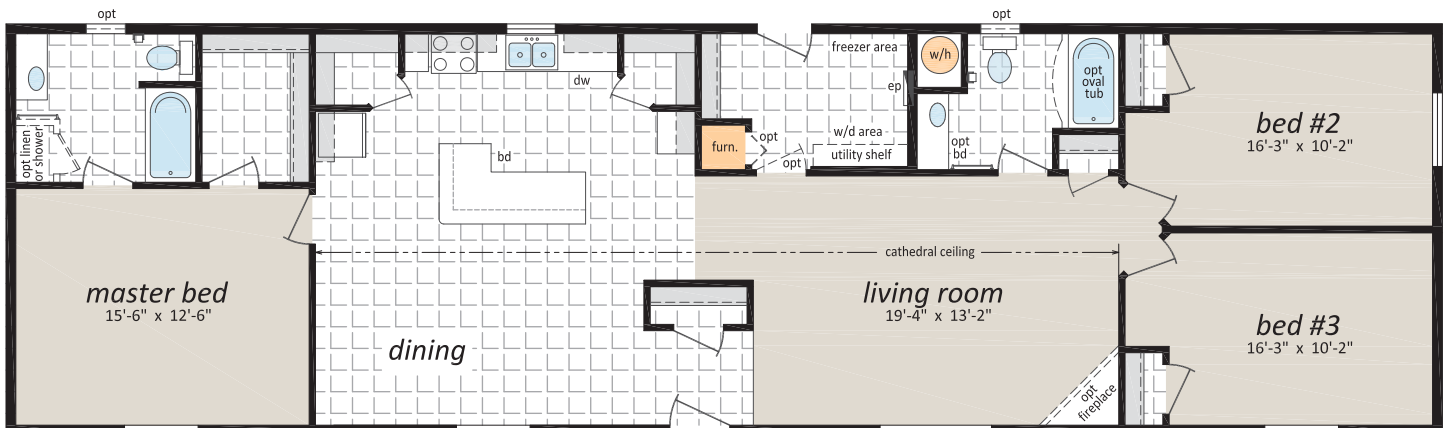 opt
opt linen
or shower
master bed
15'-6" x 12'-6"
dw
bd
dining
cathedral ceiling
furn.
opt
opt
freezer area
ep
w/d area
utility shelf
w/h
opt
opt
bd
opt
oval
tub
living room
19'-4" x 13'-2"
opt
fireplace
bed #2
16'-3" x 10'-2"
bed #3
16'-3" x 10'-2"